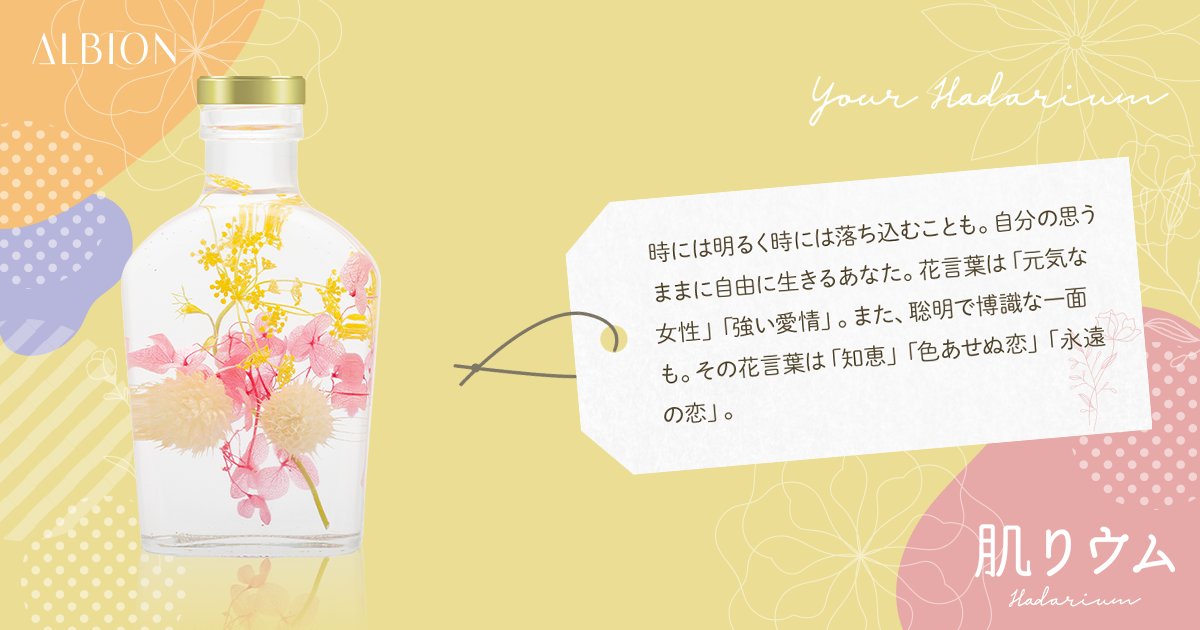 ALBION
Your Hadarium
時には明るく時には落ち込むことも。自分の思う
ままに自由に生きるあなた。花言葉は「元気な
女性」「強い愛情」。また、聡明で博識な一面
も。その花言葉は「知恵」「色あせぬ恋」「永遠
の恋」。
肌りウム
Hadarium